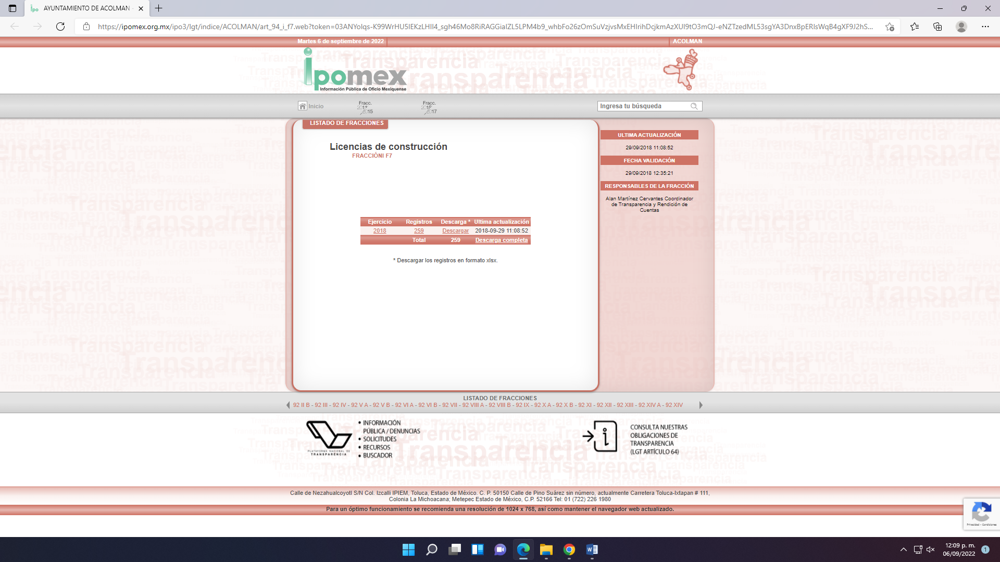 AYUNTAMIENTO DE ACOLMAN
https://ipomex.org.mx/ipo3/lgt/indice/ACOLMAN/art_94_i_f7.web?token=
Martes 6 de septiembre de 2022
ACOLMAN
Transparencia
ipomex
Información Pública de Oficio Mexiquense
Inicio
Fracc.
2015
Fracc.
2017
Ingresa tu búsqueda
LISTADO DE FRACCIONES
Licencias de construcción
FRACCIÓNI F7
ULTIMA ACTUALIZACIÓN
29/09/2018 11:08:52
FECHA VALIDACIÓN
29/09/2018 12:35:21
RESPONSABLES DE LA FRACCIÓN
Alan Martínez Cervantes Coordinador
de Transparencia y Rendición de
Cuentas
Ejercicio Registros Descarga * Ultima actualización
2018 259 Descargar 2018-09-29 11:08:52
Total 259 Descarga completa
* Descargar los registros en formato xlsx.
LISTADO DE FRACCIONES
92 II B - 92 III - 92 IV - 92 V A - 92 V B - 92 VI A - 92 VI B - 92 VII - 92 VIII A - 92 VIII B - 92 IX - 92 X A - 92 X B - 92 XI - 92 XII - 92 XIII - 92 XIV A - 92 XIV
PLATAFORMA NACIONAL DE
TRANSPARENCIA
• INFORMACIÓN
PÚBLICA / DENUNCIAS
• SOLICITUDES
• RECURSOS
• BUSCADOR
CONSULTA NUESTRAS
OBLIGACIONES DE
TRANSPARENCIA
(LGT ARTÍCULO 64)
Calle de Nezahualcoyotl S/N Col. Izcalli IPIEM, Toluca, Estado de México. C. P. 50150 Calle de Pino Suárez sin número, actualmente Carretera Toluca-Ixtapan # 111,
Colonia La Michoacana; Metepec Estado de México, C.P. 52166 Tel: 01 (722) 226 1980
Para un óptimo funcionamiento se recomienda una resolución de 1024 x 768, así como mantener el navegador web actualizado.
Privacidad - Condiciones
12:09 p. m.
06/09/2022
1